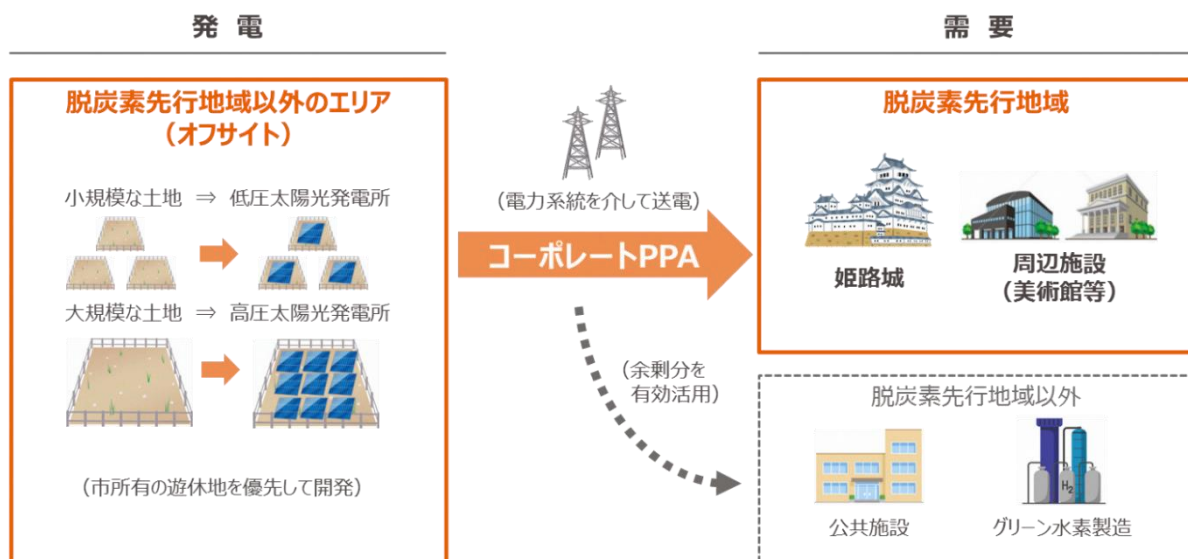 発電
需要
脱炭素先行地域以外のエリア
（オフサイト）
小規模な土地 ⇒ 低圧太陽光発電所
大規模な土地 ⇒ 高圧太陽光発電所
（市所有の遊休地を優先して開発）
（電力系統を介して送電）
コーポレートPPA
（余剰分を
有効活用）
脱炭素先行地域
姫路城
周辺施設
（美術館等）
脱炭素先行地域以外
H2
公共施設
グリーン水素製造